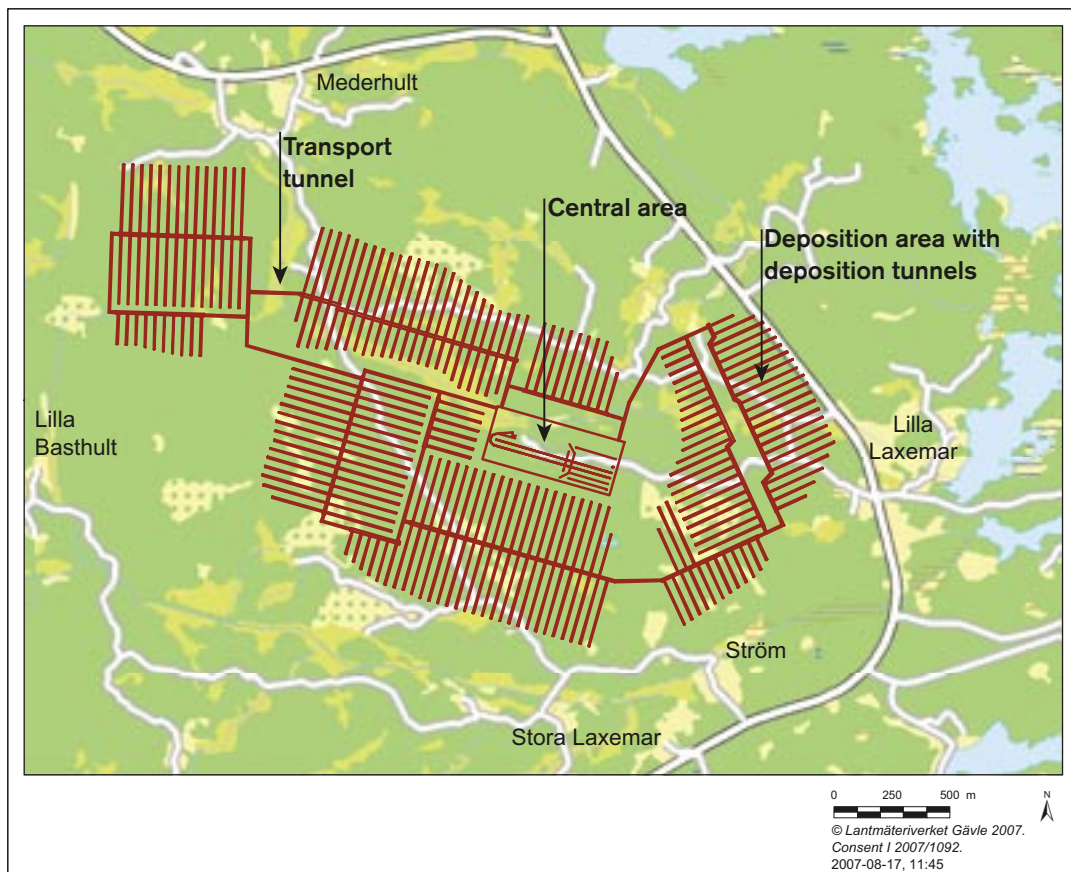 Mederhult
Transport
tunnel
Central area
Deposition area with
deposition tunnels
Lilla
Basthult
Lilla
Laxemar
Ström
Stora Laxemar
0 250 500 m
N
© Lantmäteriverket Gävle 2007.
Consent I 2007/1092.
2007-08-17, 11:45